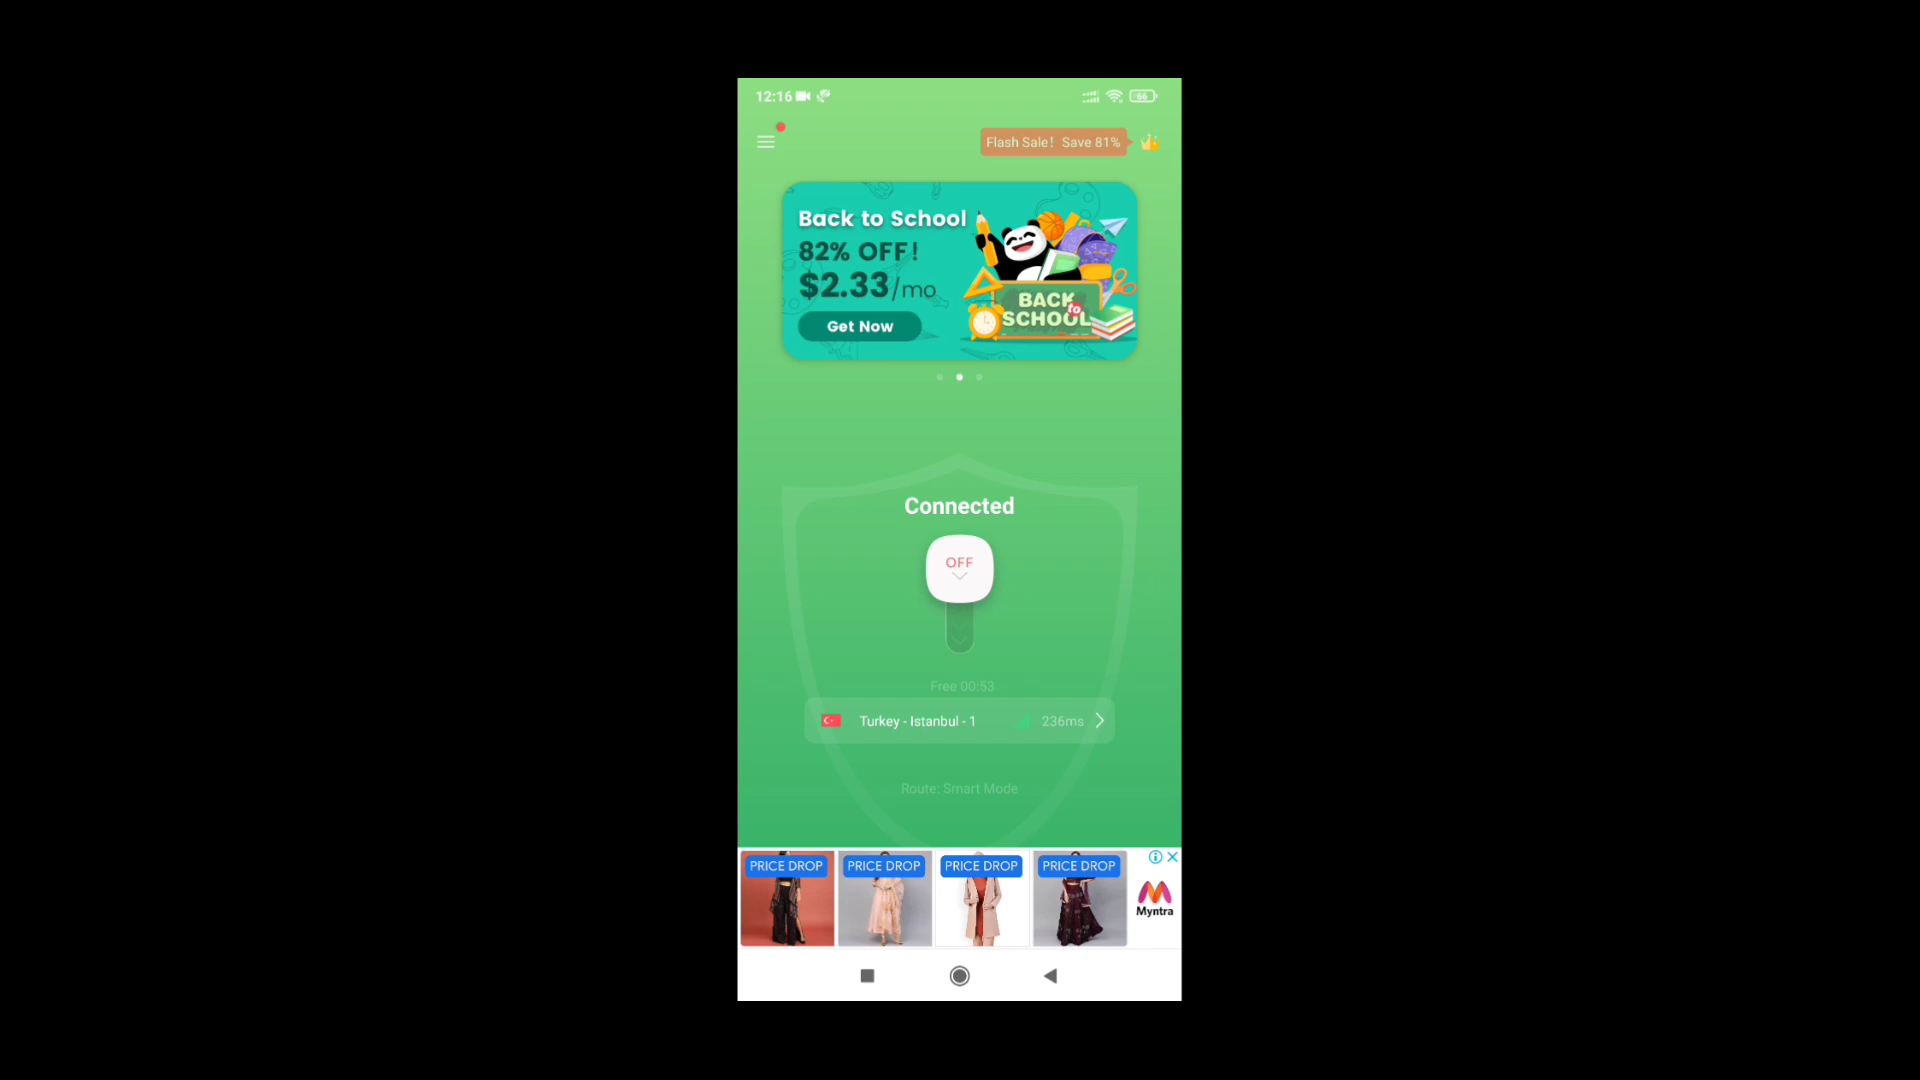 12:16
66
Flash Sale! Save 81%
Back to School
82% OFF!
$2.33/mo
Get Now
BACK
to
SCHOOL
Connected
OFF
Free 00:53
Turkey - Istanbul - 1
236ms
Route: Smart Mode
PRICE DROP
PRICE DROP
PRICE DROP
PRICE DROP
Myntra